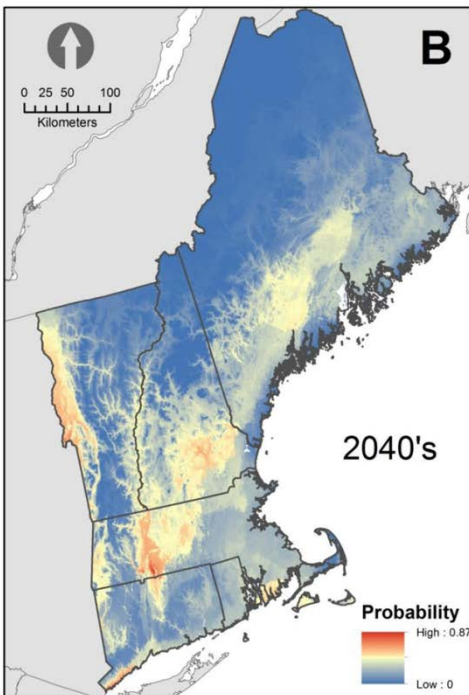 B
0 25 50 100
Kilometers
2040's
Probability
High : 0.87
Low : 0